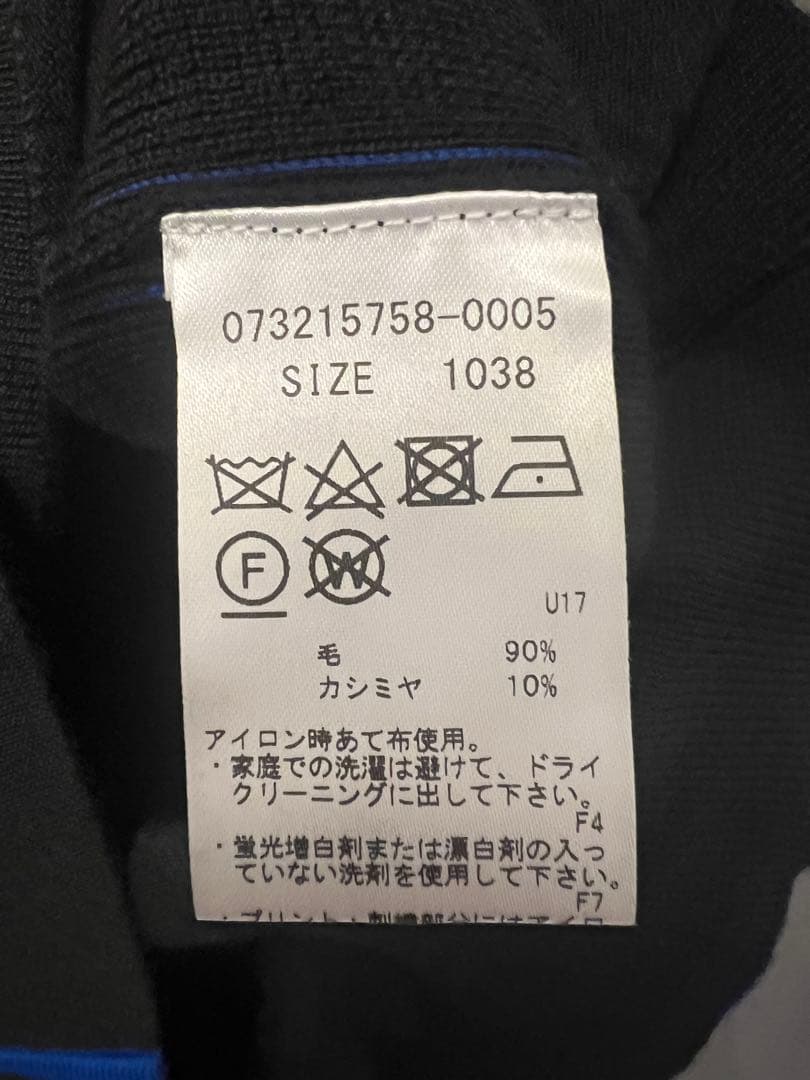 073215758-0005
SIZE 1038
F W
U17
毛 90%
カシミヤ 10%
アイロン時あて布使用。
・家庭での洗濯は避けて、ドライ
クリーニングに出して下さい。
F4
・蛍光増白剤または漂白剤の入っ
ていない洗剤を使用して下さい。
F7